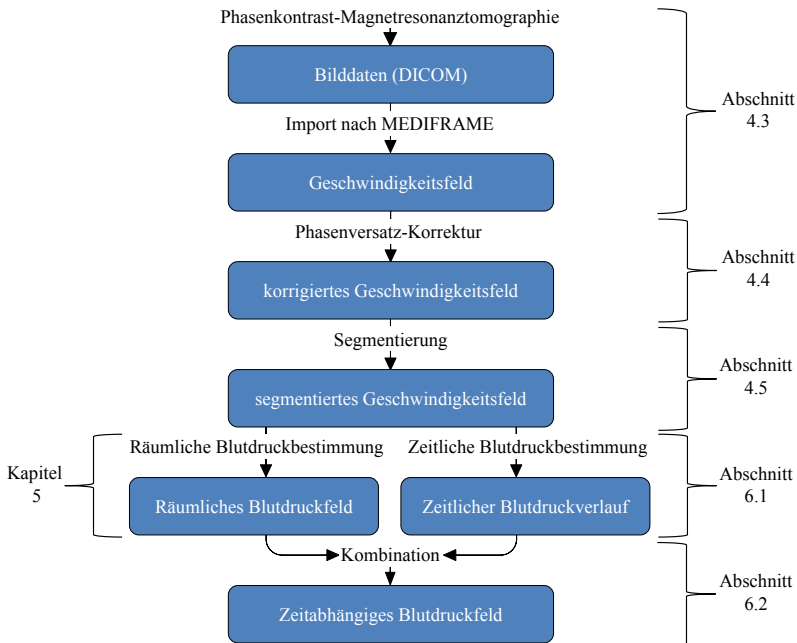 Phasenkontrast-Magnetresonanztomographie
Bilddaten (DICOM)
Abschnitt
4.3
Import nach MEDIFRAME
Geschwindigkeitsfeld
Phasenversatz-Korrektur
Abschnitt
4.4
korrigiertes Geschwindigkeitsfeld
Segmentierung
Abschnitt
4.5
segmentiertes Geschwindigkeitsfeld
Räumliche Blutdruckbestimmung
Zeitliche Blutdruckbestimmung
Kapitel
5
Räumliches Blutdruckfeld
Zeitlicher Blutdruckverlauf
Abschnitt
6.1
Kombination
Zeitabhängiges Blutdruckfeld
Abschnitt
6.2